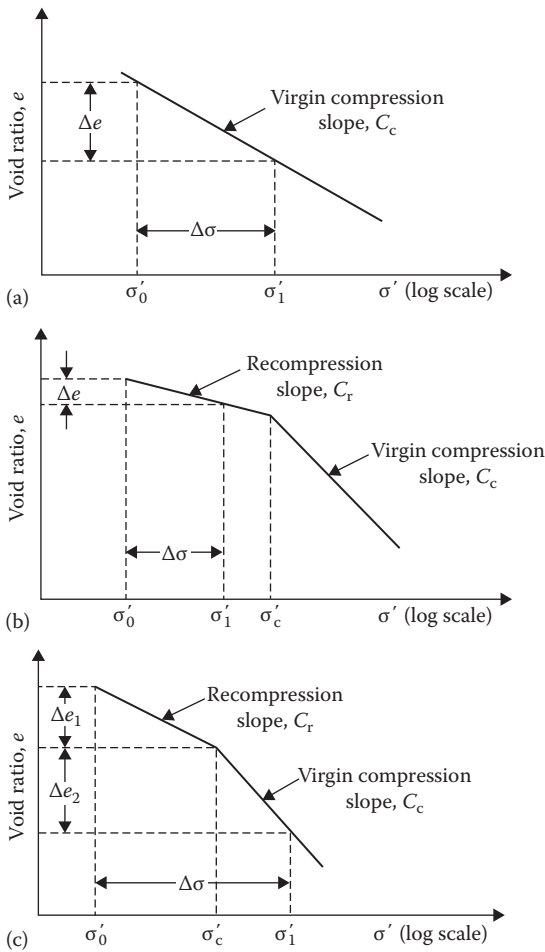 Void ratio, e
Δe
Virgin compression
slope, Cc
Δσ
σ′0
σ′1
σ′ (log scale)
(a)
Void ratio, e
Δe
Recompression
slope, Cr
Virgin compression
slope, Cc
Δσ
σ′0
σ′1
σ′c
σ′ (log scale)
(b)
Void ratio, e
Δe1
Δe2
Recompression
slope, Cr
Virgin compression
slope, Cc
Δσ
σ′0
σ′c
σ′1
σ′ (log scale)
(c)